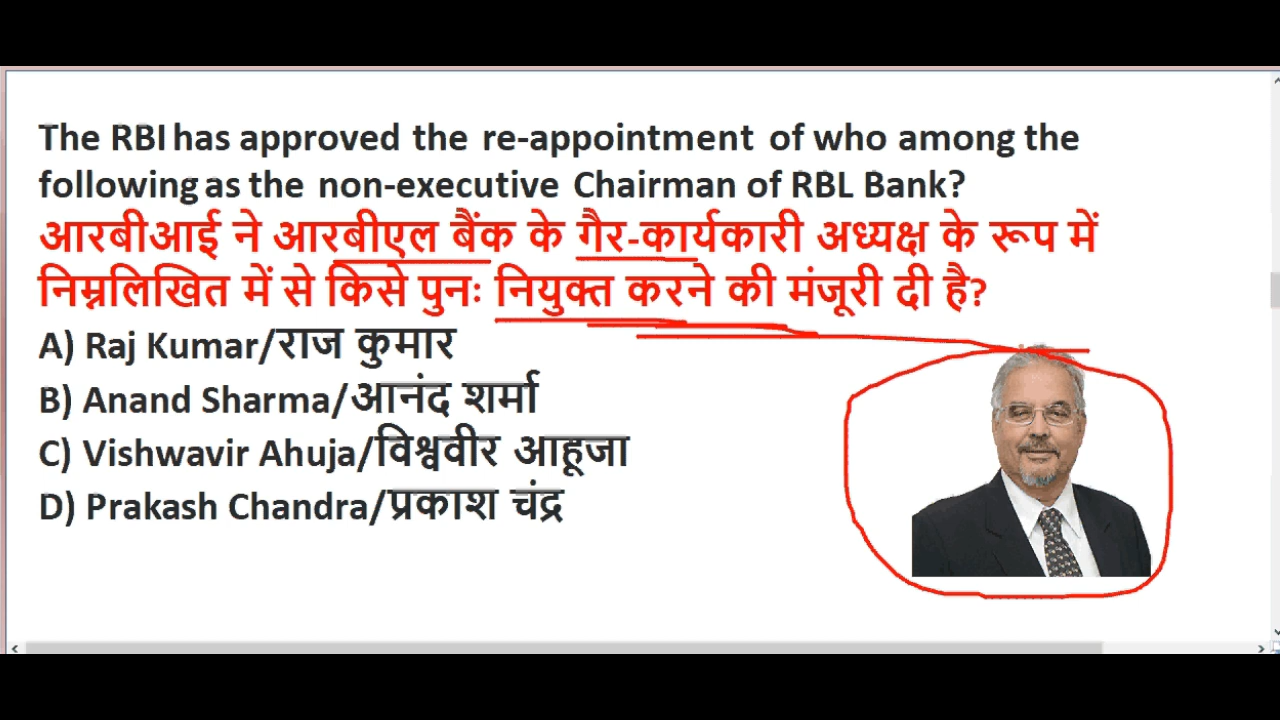 The RBI has approved the re-appointment of who among the
following as the non-executive Chairman of RBL Bank?
आरबीआई ने आरबीएल बैंक के गैर-कार्यकारी अध्यक्ष के रूप में
निम्नलिखित में से किसे पुनः नियुक्त करने की मंजूरी दी है?
A) Raj Kumar/राज कुमार
B) Anand Sharma/आनंद शर्मा
C) Vishwavir Ahuja/विश्ववीर आहूजा
D) Prakash Chandra/प्रकाश चंद्र